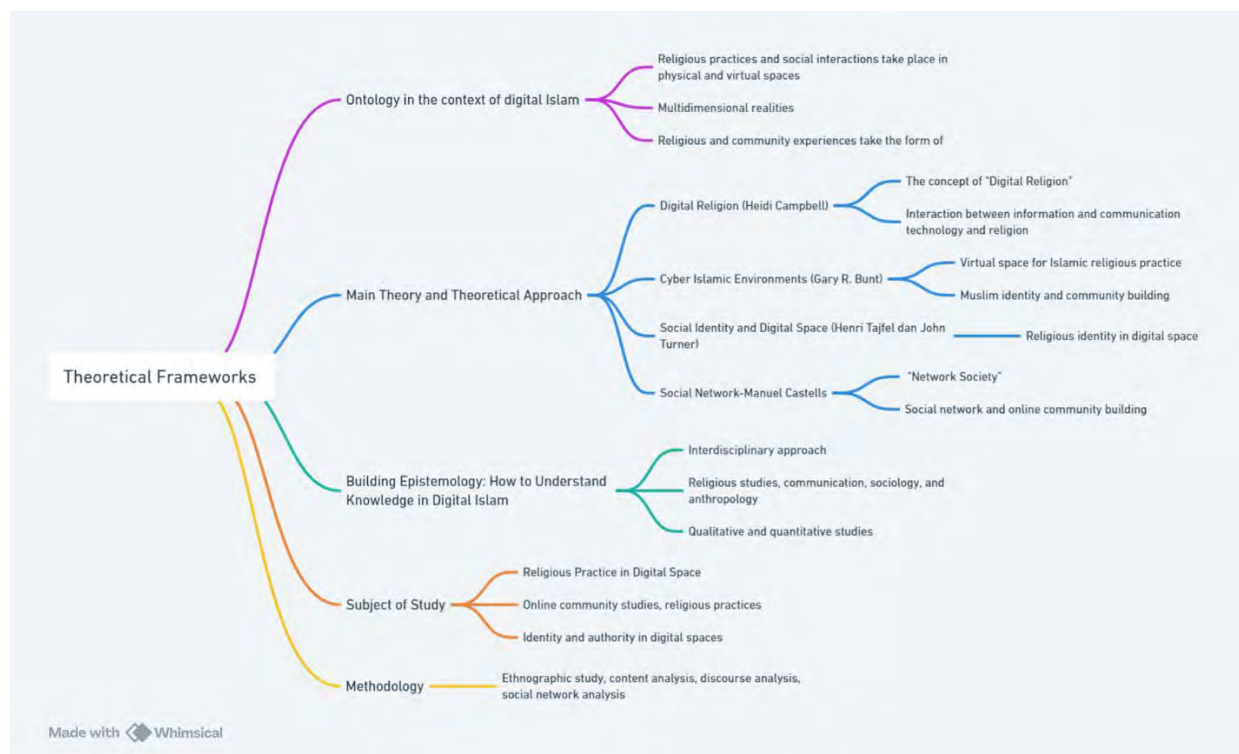 Theoretical Frameworks
Ontology in the context of digital Islam
Religious practices and social interactions take place in
physical and virtual spaces
Multidimensional realities
Religious and community experiences take the form of
Main Theory and Theoretical Approach
Digital Religion (Heidi Campbell)
The concept of "Digital Religion"
Interaction between information and communication
technology and religion
Cyber Islamic Environments (Gary R. Bunt)
Virtual space for Islamic religious practice
Muslim identity and community building
Social Identity and Digital Space (Henri Tajfel dan John
Turner)
Religious identity in digital space
Social Network-Manuel Castells
"Network Society"
Social network and online community building
Building Epistemology: How to Understand
Knowledge in Digital Islam
Interdisciplinary approach
Religious studies, communication, sociology, and
anthropology
Qualitative and quantitative studies
Subject of Study
Religious Practice in Digital Space
Online community studies, religious practices
Identity and authority in digital spaces
Methodology
Ethnographic study, content analysis, discourse analysis,
social network analysis
Made with Whimsical